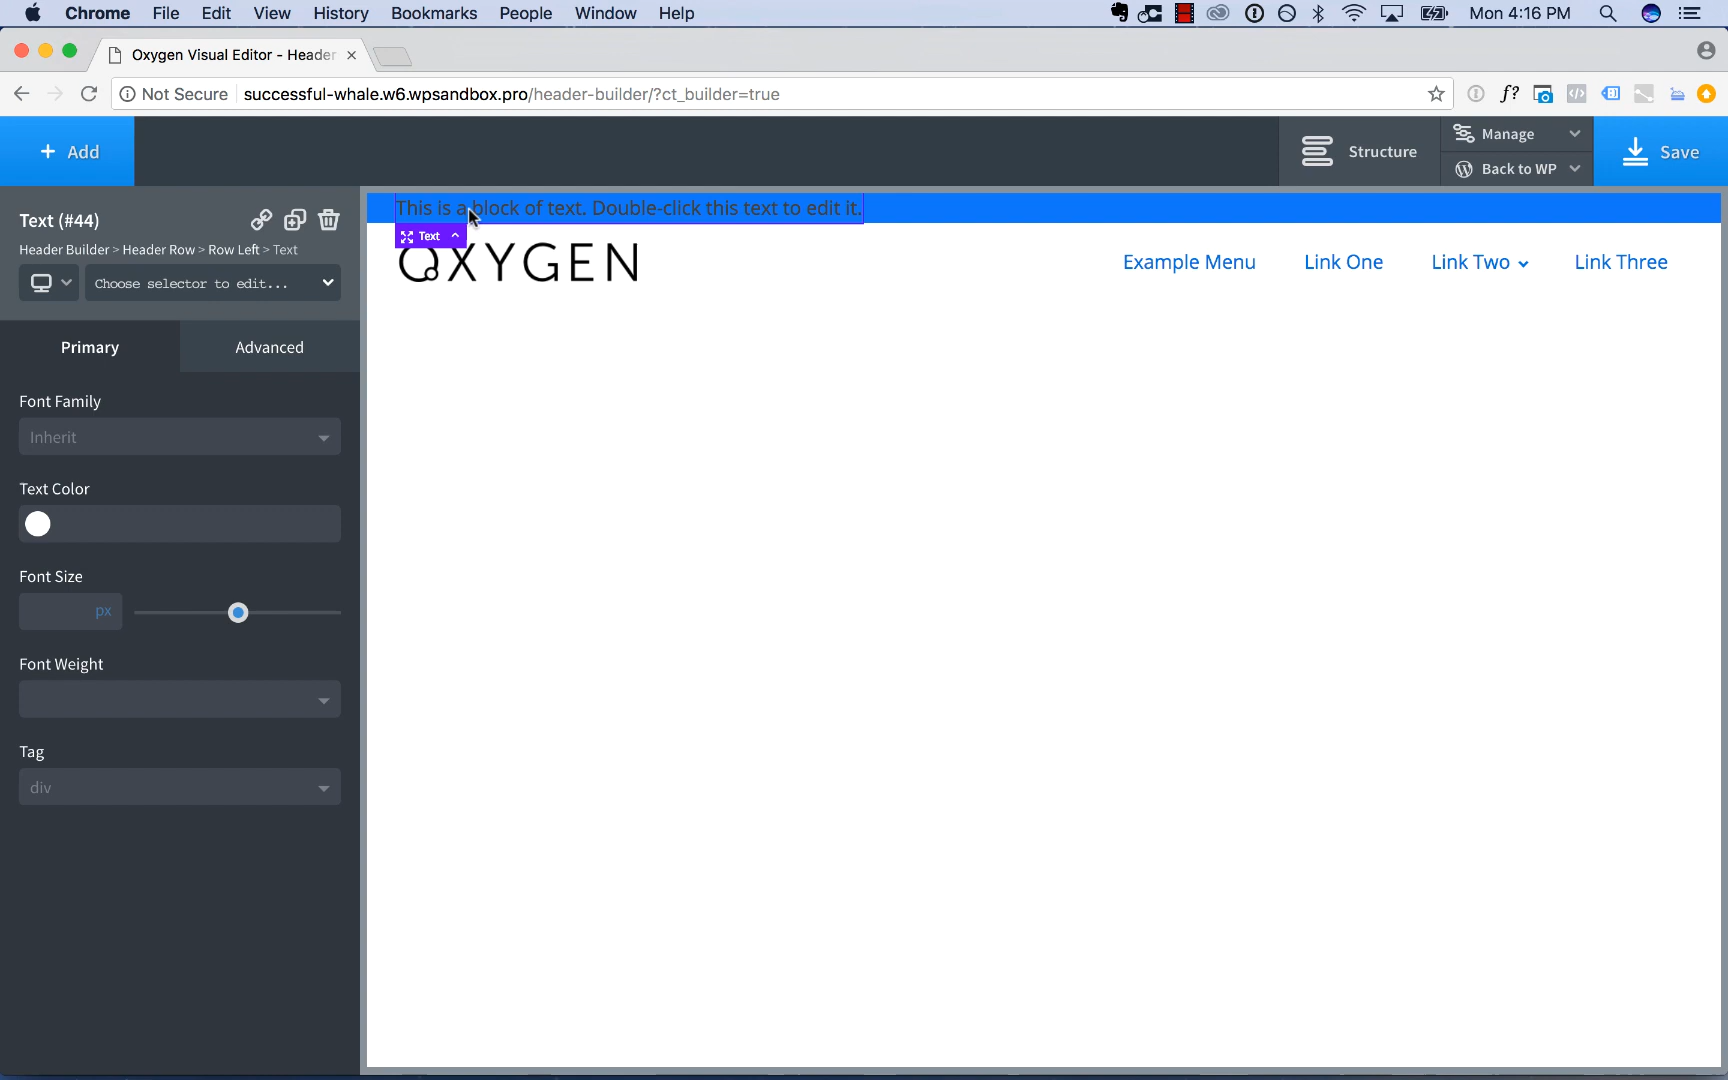 Chrome File Edit View History Bookmarks People Window Help Mon 4:16 PM
Oxygen Visual Editor - Header
Not Secure successful-whale.w6.wpsandbox.pro/header-builder/?ct_builder=true
f?
+ Add
Structure
Manage
Back to WP
Save
Text (#44)
Header Builder > Header Row > Row Left > Text
Choose selector to edit...
Primary Advanced
Font Family
Inherit
Text Color
Font Size
px
Font Weight
Tag
div
This is a block of text. Double-click this text to edit it.
Text
OXYGEN
Example Menu Link One Link Two Link Three